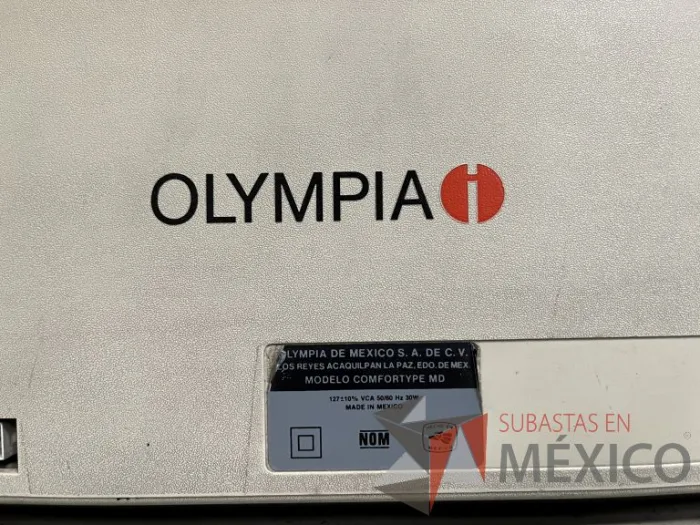 OLYMPIA i
OLYMPIA DE MEXICO S. A. DE C. V.
LOS REYES ACAQUILPAN LA PAZ, EDO. DE MEX.
MODELO COMFORTYPE MD
127±10% VCA 50/60 Hz 30W
MADE IN MEXICO
NOM
SUBASTAS EN
MÉXICO